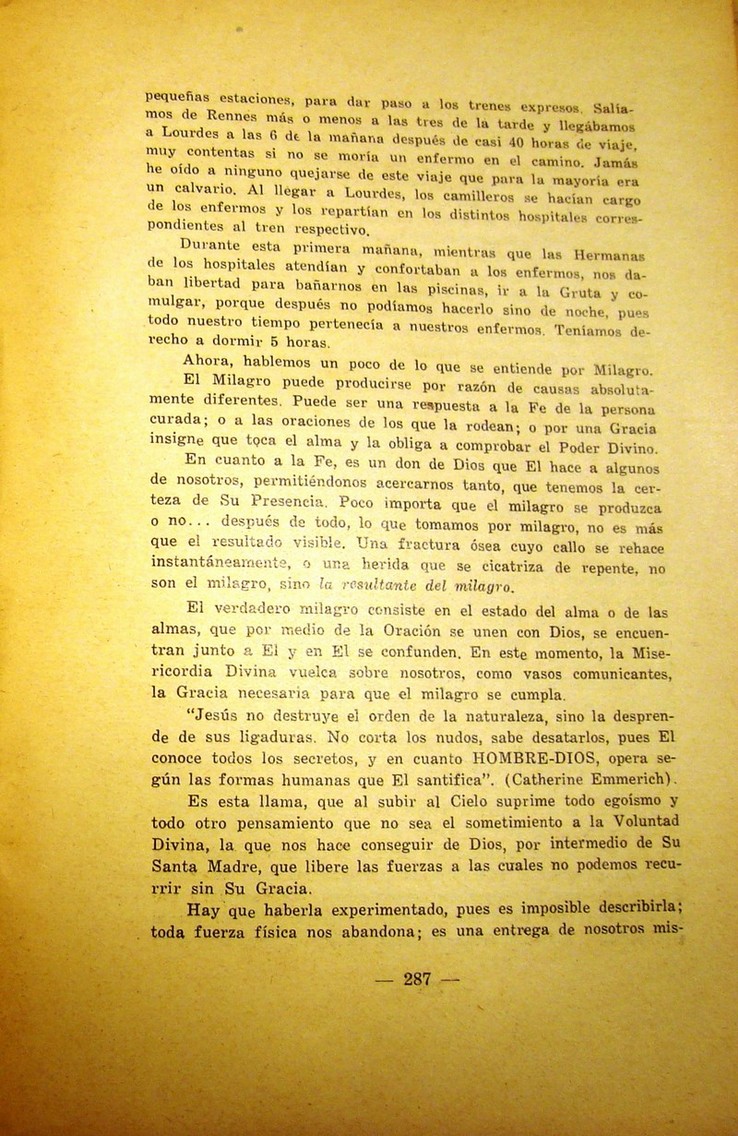 pequeñas estaciones, para dar paso a los trenes expresos. Salía-
mos de Rennes más o menos a las tres de la tarde y llegábamos
a Lourdes a las 6 de la mañana después de casi 40 horas de viaje,
muy contentas si no se moría un enfermo en el camino. Jamás
he oído a ninguno quejarse de este viaje que para la mayoría era
un calvario. Al llegar a Lourdes, los camilleros se hacían cargo
de los enfermos y los repartían en los distintos hospitales corres-
pondientes al tren respectivo.
Durante esta primera mañana, mientras que las Hermanas
de los hospitales atendían y confortaban a los enfermos, nos da-
ban libertad para bañarnos en las piscinas, ir a la Gruta y co-
mulgar, porque después no podíamos hacerlo sino de noche, pues
todo nuestro tiempo pertenecía a nuestros enfermos. Teníamos de-
recho a dormir 5 horas.
Ahora, hablemos un poco de lo que se entiende por Milagro.
El Milagro puede producirse por razón de causas absoluta-
mente diferentes. Puede ser una respuesta a la Fe de la persona
curada; o a las oraciones de los que la rodean; o por una Gracia
insigne que toca el alma y la obliga a comprobar el Poder Divino.
En cuanto a la Fe, es un don de Dios que El hace a algunos
de nosotros, permitiéndonos acercarnos tanto, que tenemos la cer-
teza de Su Presencia. Poco importa que el milagro se produzca
o no... después de todo, lo que tomamos por milagro, no es más
que el resultado visible. Una fractura ósea cuyo callo se rehace
instantáneamente, o una herida que se cicatriza de repente, no
son el milagro, sino la resultante del milagro.
El verdadero milagro consiste en el estado del alma o de las
almas, que por medio de la Oración se unen con Dios, se encuen-
tran junto a El y en El se confunden. En este momento, la Mise-
ricordia Divina vuelca sobre nosotros, como vasos comunicantes,
la Gracia necesaria para que el milagro se cumpla.
"Jesús no destruye el orden de la naturaleza, sino la despren-
de de sus ligaduras. No corta los nudos, sabe desatarlos, pues El
conoce todos los secretos, y en cuanto HOMBRE-DIOS, opera se-
gún las formas humanas que El santifica". (Catherine Emmerich).
Es esta llama, que al subir al Cielo suprime todo egoísmo y
todo otro pensamiento que no sea el sometimiento a la Voluntad
Divina, la que nos hace conseguir de Dios, por intermedio de Su
Santa Madre, que libere las fuerzas a las cuales no podemos recu-
rrir sin Su Gracia.
Hay que haberla experimentado, pues es imposible describirla;
toda fuerza física nos abandona; es una entrega de nosotros mis-
— 287 —